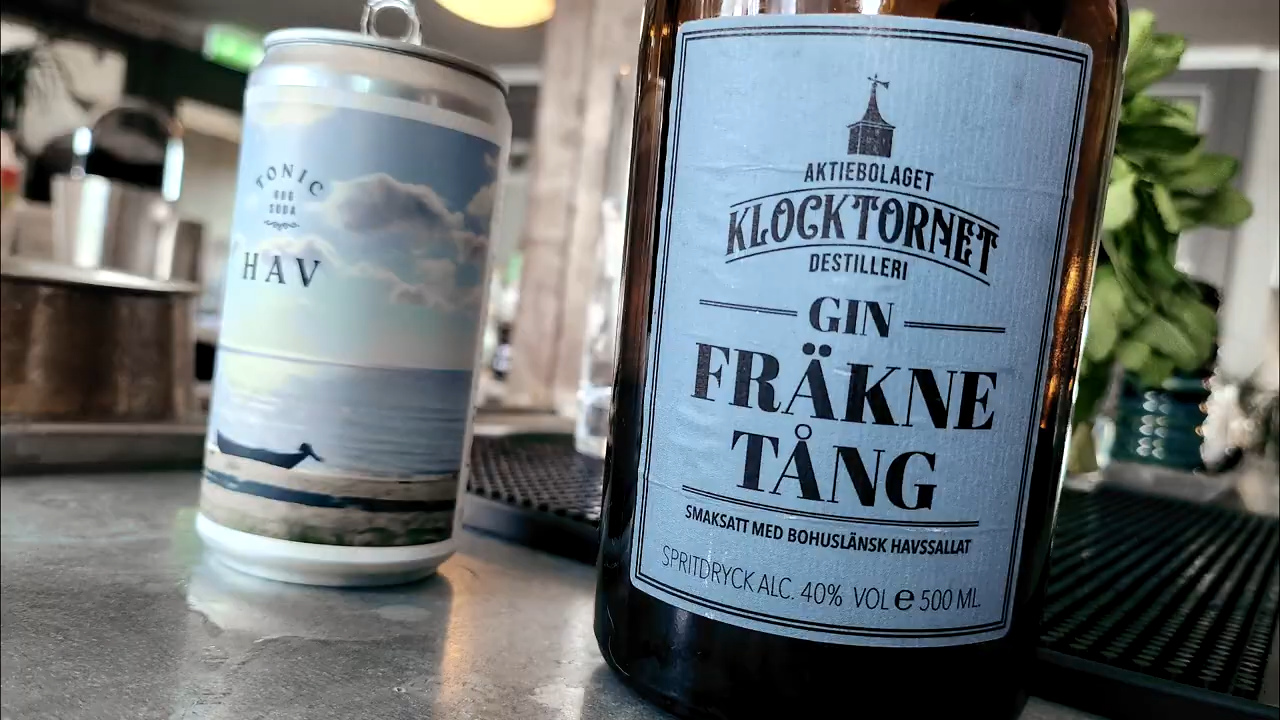 TONIC
OCH
SODA
HAV
AKTIEBOLAGET
KLOCKTORNET
DESTILLERI
GIN
FRÄKNE
TÅNG
SMAKSATT MED BOHUSLÄNSK HAVSSALLAT
SPRITDRYCK ALC. 40% VOL e 500 ML